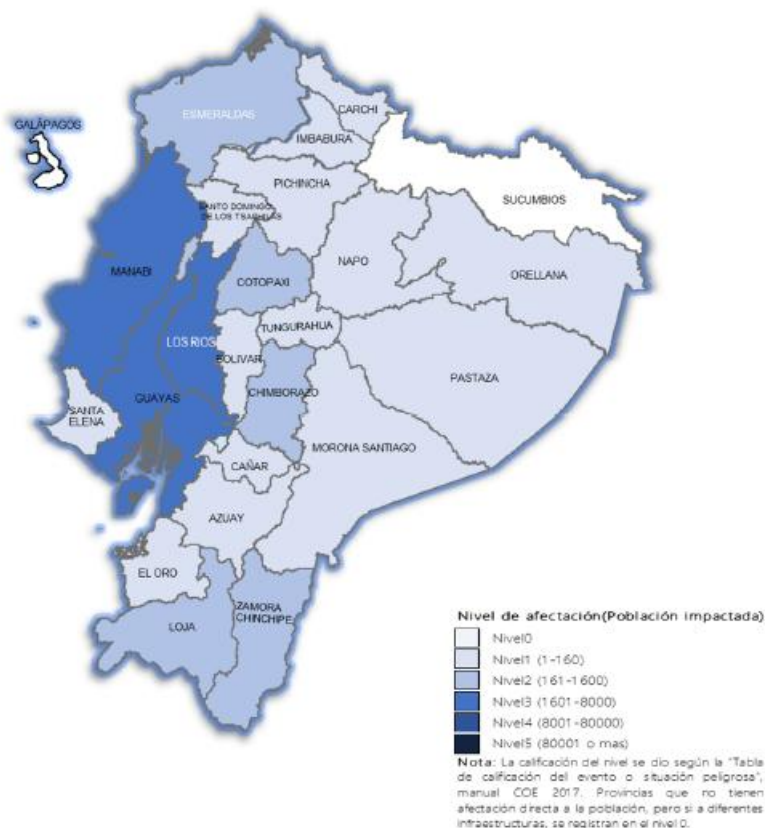 ESMERALDAS
CARCHI
GALÁPAGOS
IMBABURA
PICHINCHA
SUCUMBIOS
SANTO DOMINGO
DE LOS TSACHILAS
NAPO
ORELLANA
MANABI
COTOPAXI
TUNGURAHUA
LOS RIOS
BOLIVAR
PASTAZA
CHIMBORAZO
GUAYAS
SANTA
ELENA
MORONA SANTIAGO
CAÑAR
AZUAY
EL ORO
ZAMORA
CHINCHIPE
LOJA
Nivel de afectación(Población impactada)
Nivel0
Nivel1 (1-160)
Nivel2 (161-1600)
Nivel3 (1601-8000)
Nivel4 (8001-80000)
Nivel5 (80001 o mas)
Nota: La calificación del nivel se dio según la "Tabla
de calificación del evento o situación peligrosa",
manual COE 2017. Provincias que no tienen
afectación directa a la población, pero si a diferentes
infraestructuras, se registran en el nivel 0.